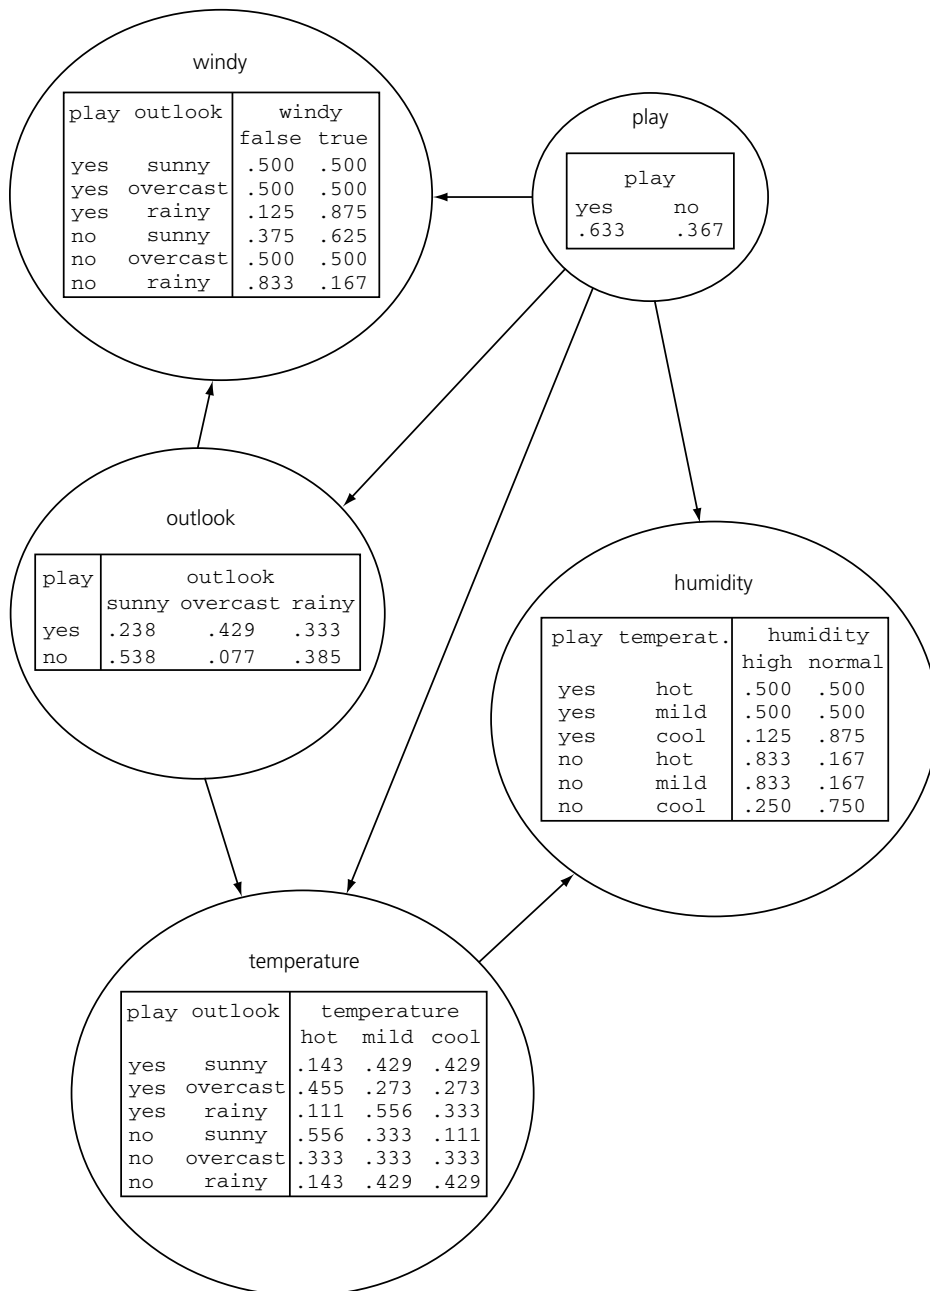 windy
play outlook windy
false true
yes sunny .500 .500
yes overcast .500 .500
yes rainy .125 .875
no sunny .375 .625
no overcast .500 .500
no rainy .833 .167
play
play
yes no
.633 .367
outlook
play outlook
sunny overcast rainy
yes .238 .429 .333
no .538 .077 .385
humidity
play temperat. humidity
high normal
yes hot .500 .500
yes mild .500 .500
yes cool .125 .875
no hot .833 .167
no mild .833 .167
no cool .250 .750
temperature
play outlook temperature
hot mild cool
yes sunny .143 .429 .429
yes overcast .455 .273 .273
yes rainy .111 .556 .333
no sunny .556 .333 .111
no overcast .333 .333 .333
no rainy .143 .429 .429